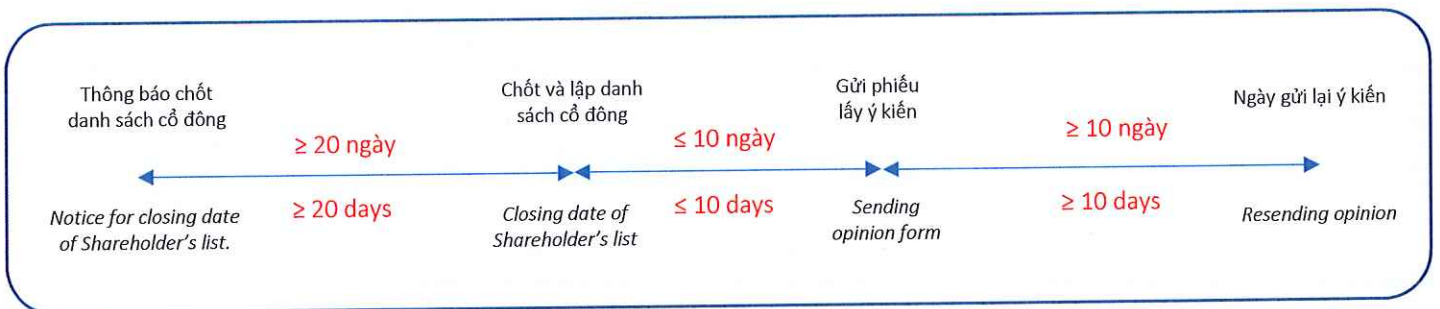 Thông báo chốt
danh sách cổ đông
Chốt và lập danh
sách cổ đông
Gửi phiếu
lấy ý kiến
Ngày gửi lại ý kiến
≥ 20 ngày
≤ 10 ngày
≥ 10 ngày
≥ 20 days
≤ 10 days
≥ 10 days
Notice for closing date
of Shareholder’s list.
Closing date of
Shareholder’s list
Sending
opinion form
Resending opinion